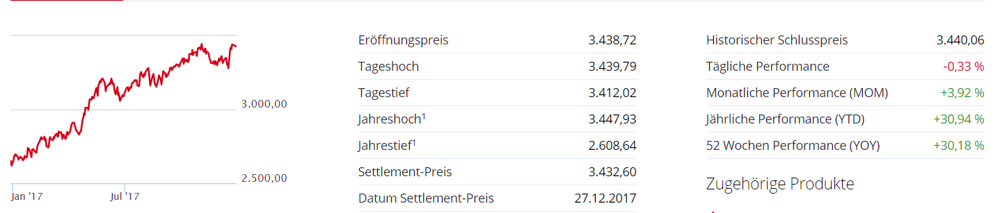 3.000,00
2.500,00
Jan '17 Jul '17
Eröffnungspreis 3.438,72
Tageshoch 3.439,79
Tagestief 3.412,02
Jahreshoch¹ 3.447,93
Jahrestief¹ 2.608,64
Settlement-Preis 3.432,60
Datum Settlement-Preis 27.12.2017
Historischer Schlusspreis 3.440,06
Tägliche Performance -0,33 %
Monatliche Performance (MOM) +3,92 %
Jährliche Performance (YTD) +30,94 %
52 Wochen Performance (YOY) +30,18 %
Zugehörige Produkte